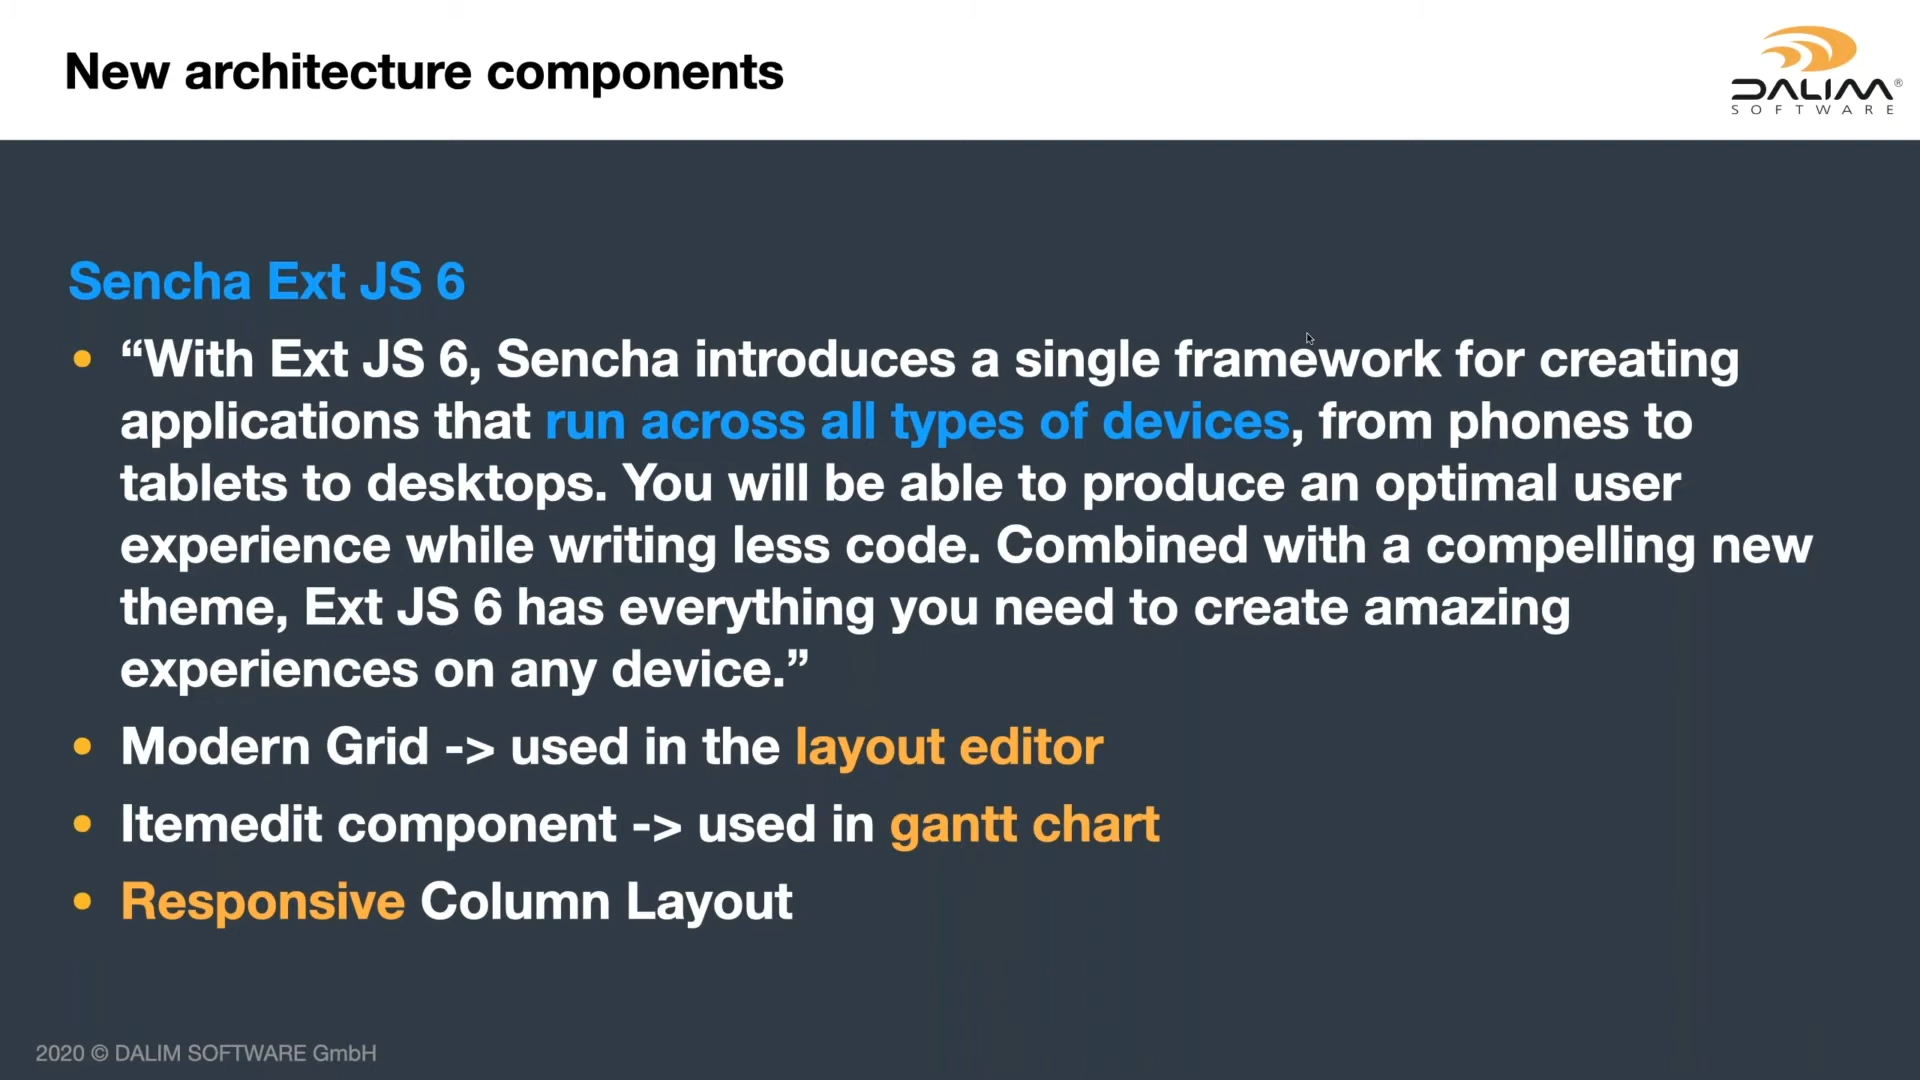 New architecture components
DALIM®
SOFTWARE
Sencha Ext JS 6
• “With Ext JS 6, Sencha introduces a single framework for creating
applications that run across all types of devices, from phones to
tablets to desktops. You will be able to produce an optimal user
experience while writing less code. Combined with a compelling new
theme, Ext JS 6 has everything you need to create amazing
experiences on any device.”
• Modern Grid -> used in the layout editor
• Itemedit component -> used in gantt chart
• Responsive Column Layout
2020 © DALIM SOFTWARE GmbH